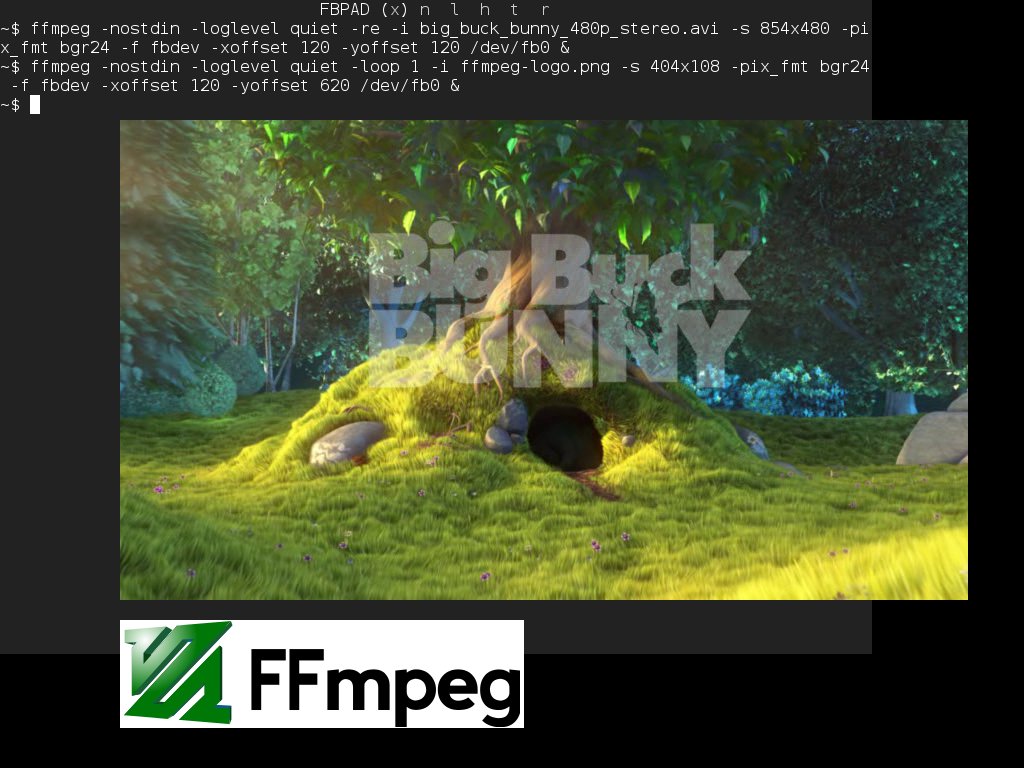 FBPAD (x) n l h t r
~$ ffmpeg -nostdin -loglevel quiet -re -i big_buck_bunny_480p_stereo.avi -s 854x480 -pi
x_fmt bgr24 -f fbdev -xoffset 120 -yoffset 120 /dev/fb0 &
~$ ffmpeg -nostdin -loglevel quiet -loop 1 -i ffmpeg-logo.png -s 404x108 -pix_fmt bgr24
-f fbdev -xoffset 120 -yoffset 620 /dev/fb0 &
~$
Big Buck
BUNNY
FFmpeg